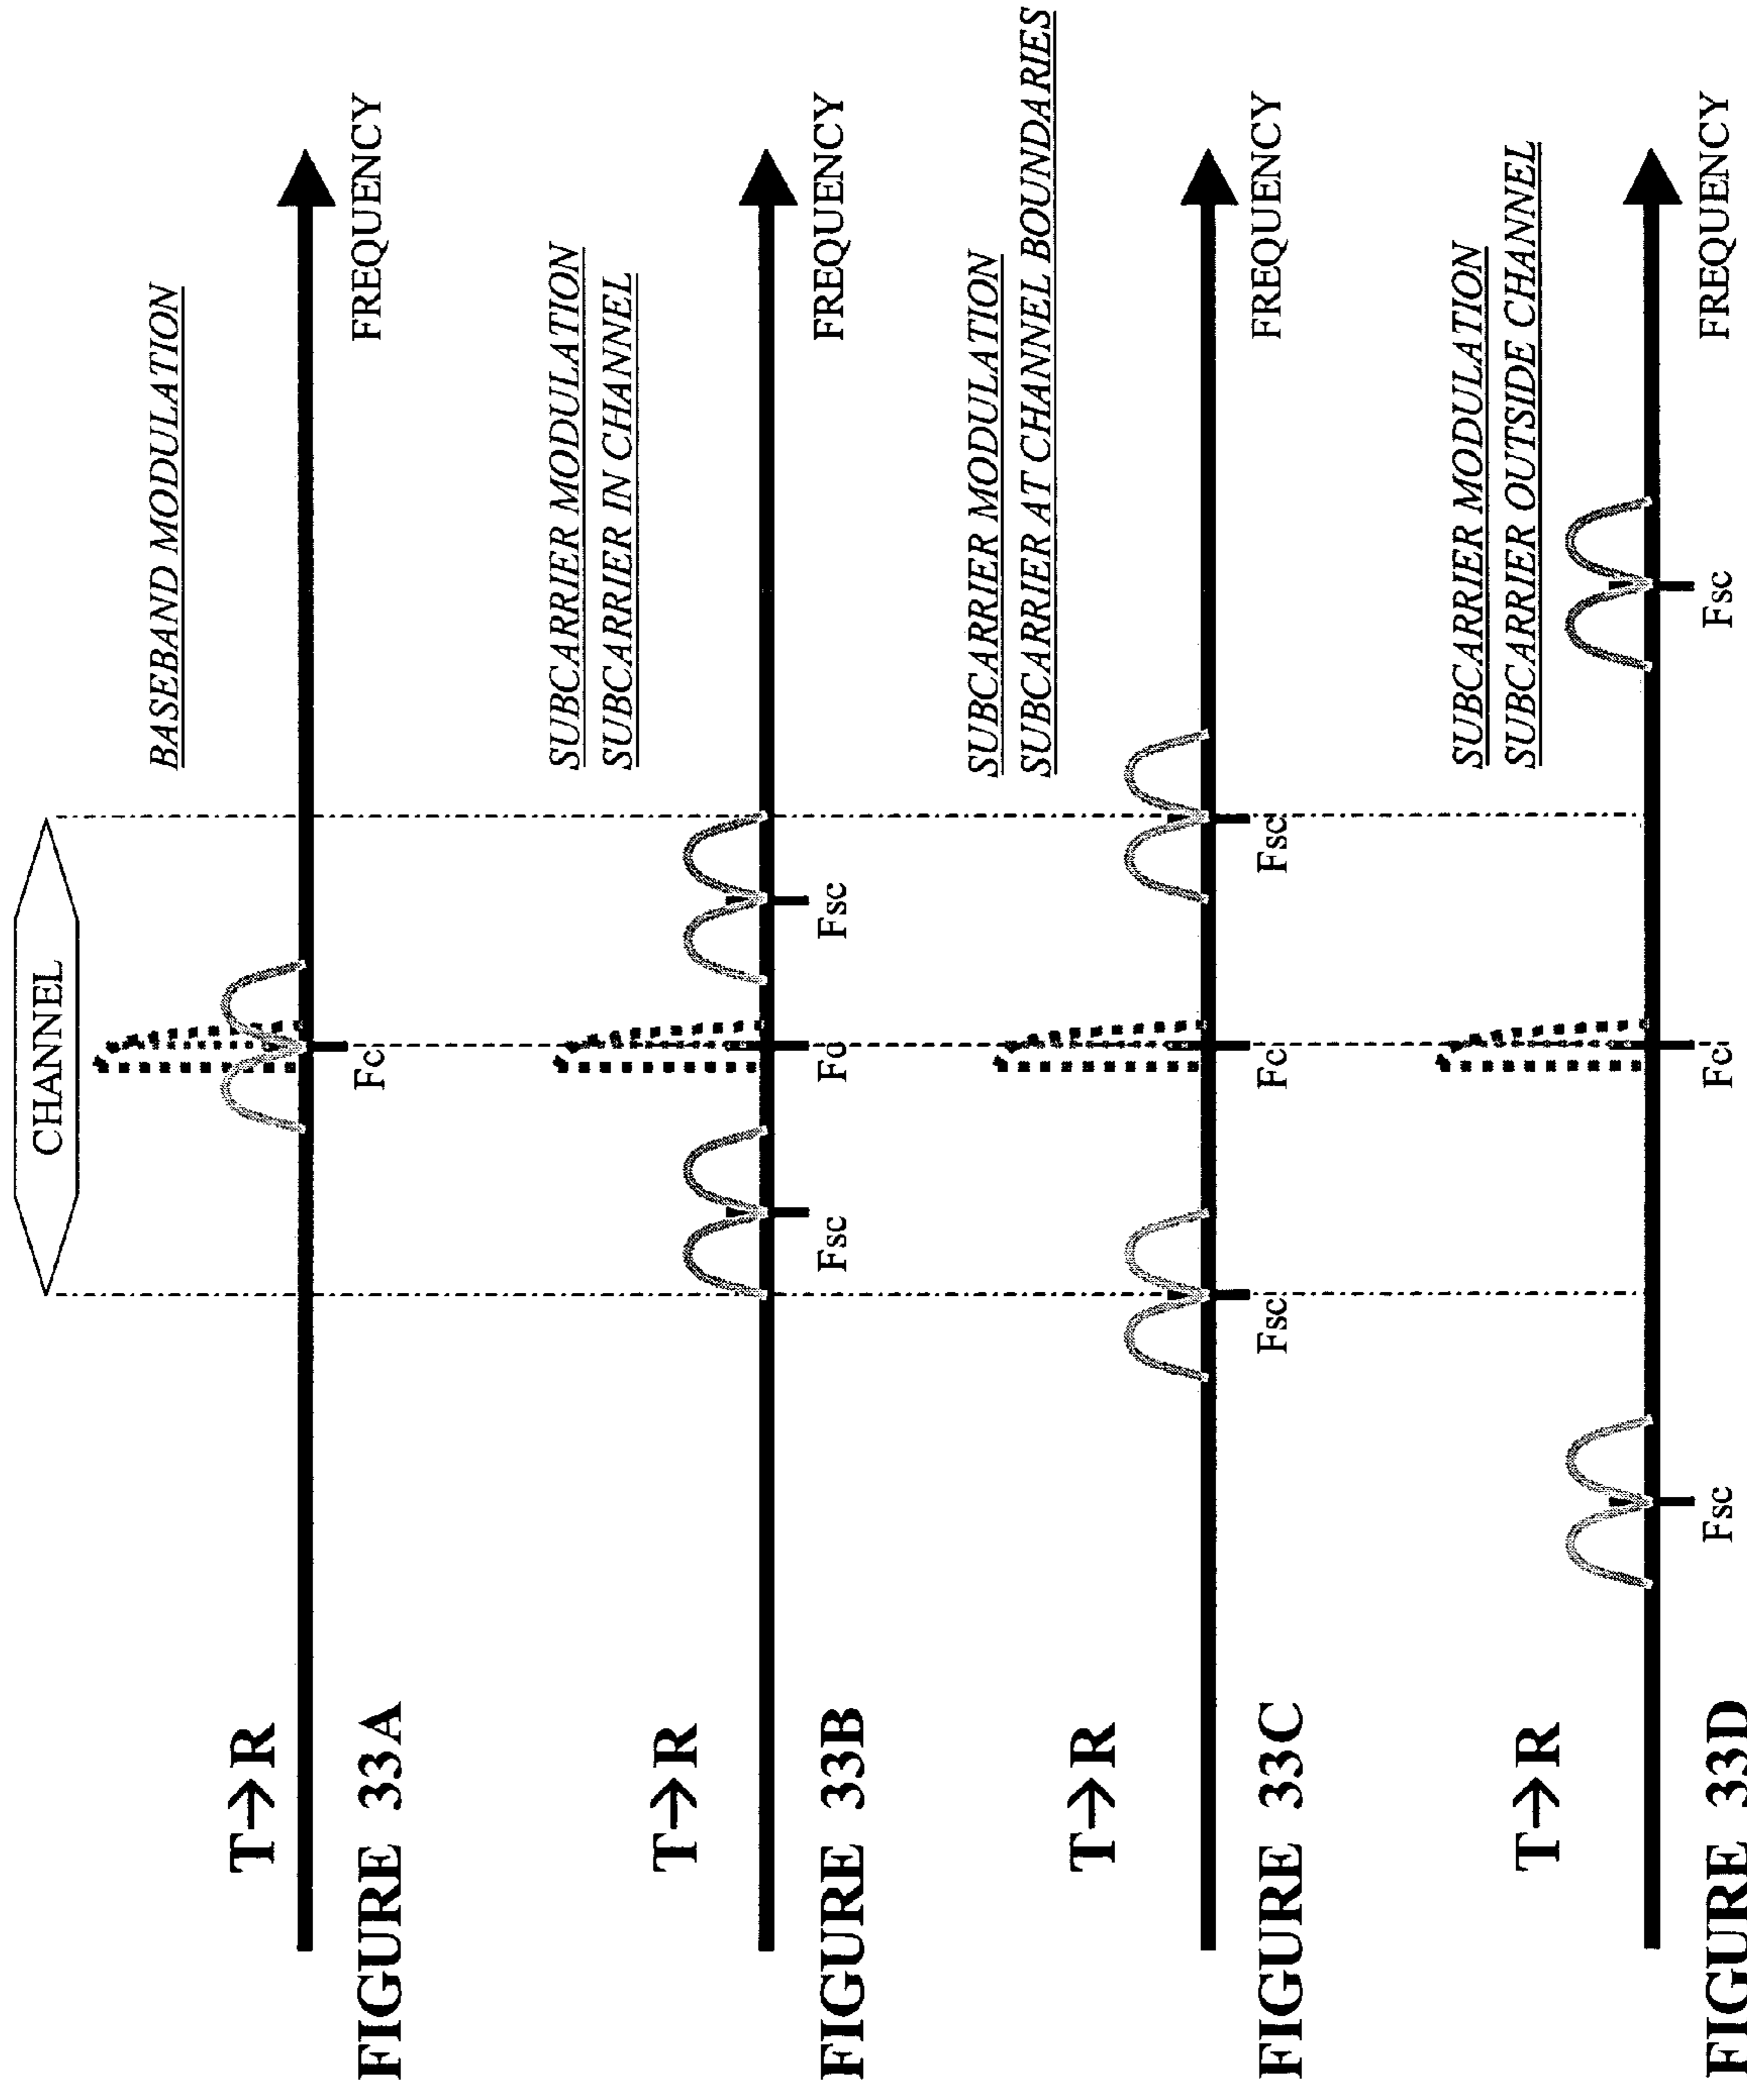 CHANNEL
BASEBAND MODULATION
T→R
Fc
FREQUENCY
FIGURE 33A
SUBCARRIER MODULATION
SUBCARRIER IN CHANNEL
T→R
Fsc
Fc
Fsc
FREQUENCY
FIGURE 33B
SUBCARRIER MODULATION
SUBCARRIER AT CHANNEL BOUNDARIES
T→R
Fsc
Fc
Fsc
FREQUENCY
FIGURE 33C
SUBCARRIER MODULATION
SUBCARRIER OUTSIDE CHANNEL
T→R
Fsc
Fc
Fsc
FREQUENCY
FIGURE 33D